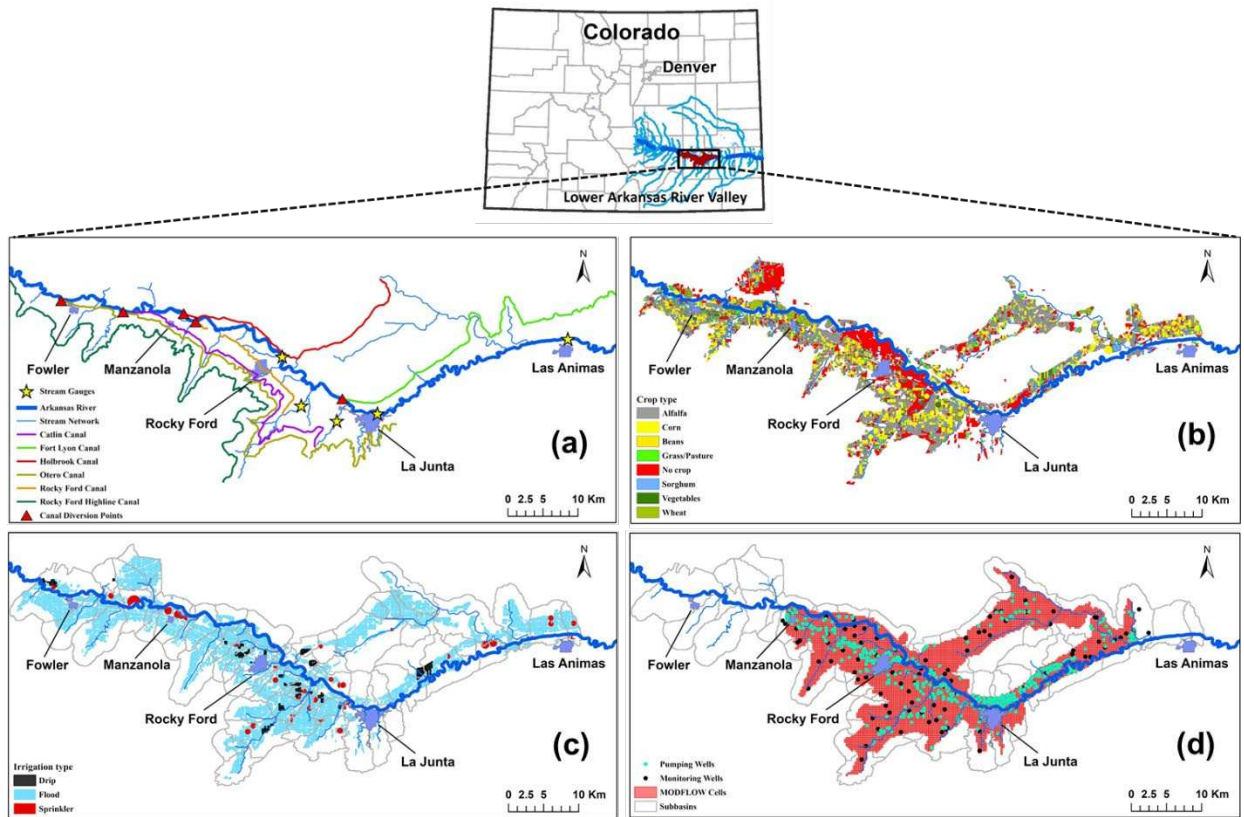 Colorado
Denver
Lower Arkansas River Valley
N
Fowler
Manzanola
Rocky Ford
La Junta
Las Animas
Stream Gauges
Arkansas River
Stream Network
Catlin Canal
Fort Lyon Canal
Holbrook Canal
Otero Canal
Rocky Ford Canal
Rocky Ford Highline Canal
Canal Diversion Points
(a)
0 2.5 5 10 Km
N
Fowler
Manzanola
Rocky Ford
La Junta
Las Animas
Crop type
Alfalfa
Corn
Beans
Grass/Pasture
No crop
Sorghum
Vegetables
Wheat
(b)
0 2.5 5 10 Km
N
Fowler
Manzanola
Rocky Ford
La Junta
Las Animas
Irrigation type
Drip
Flood
Sprinkler
(c)
0 2.5 5 10 Km
N
Fowler
Manzanola
Rocky Ford
La Junta
Las Animas
Pumping Wells
Monitoring Wells
MODFLOW Cells
Subbasins
(d)
0 2.5 5 10 Km